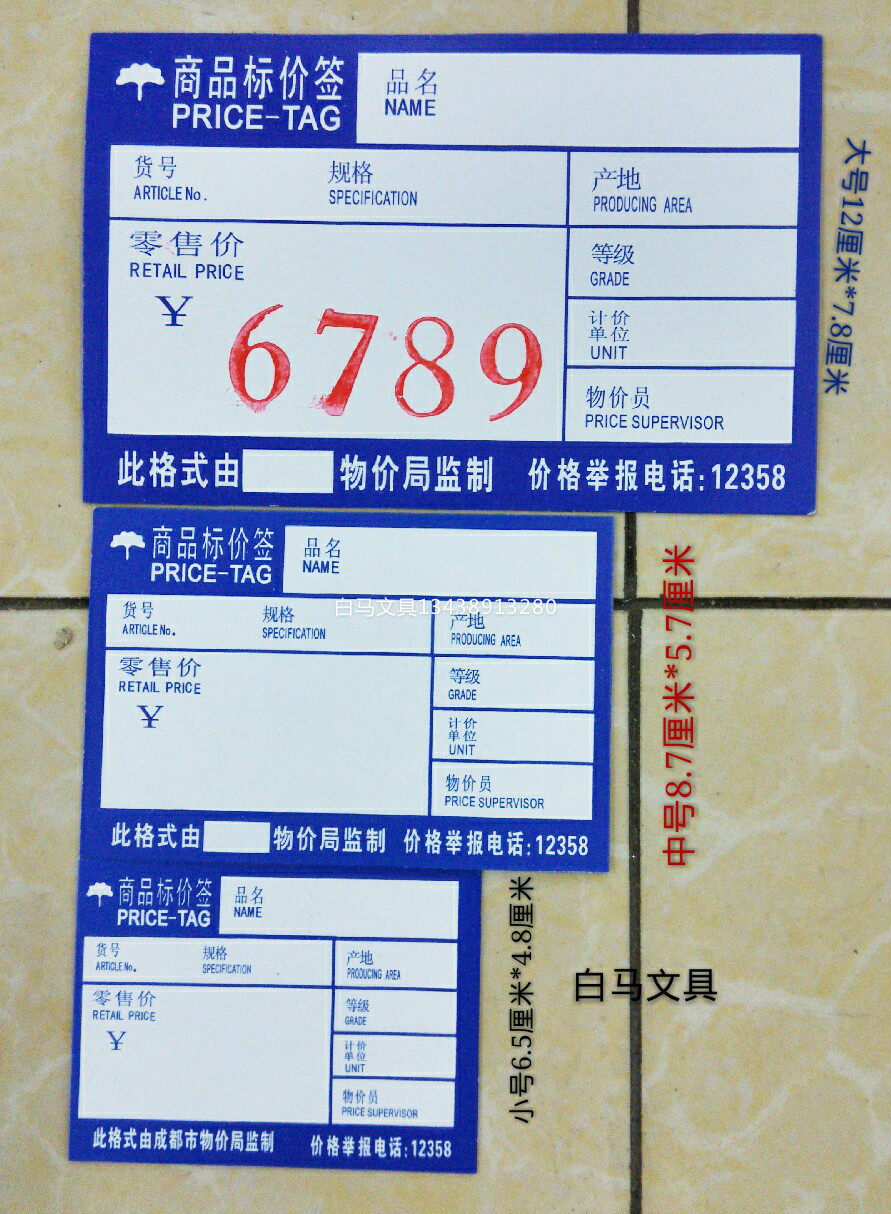 商品标价签
PRICE-TAG
品名
NAME
货号
ARTICLE No.
规格
SPECIFICATION
产地
PRODUCING AREA
零售价
RETAIL PRICE
¥
6789
等级
GRADE
计价
单位
UNIT
物价员
PRICE SUPERVISOR
此格式由 物价局监制 价格举报电话:12358
大号12厘米*7.8厘米
商品标价签
PRICE-TAG
品名
NAME
白马文具13438913280
货号
ARTICLE No.
规格
SPECIFICATION
产地
PRODUCING AREA
零售价
RETAIL PRICE
¥
等级
GRADE
计价
单位
UNIT
物价员
PRICE SUPERVISOR
此格式由 物价局监制 价格举报电话:12358
中号8.7厘米*5.7厘米
商品标价签
PRICE-TAG
品名
NAME
货号
ARTICLE No.
规格
SPECIFICATION
产地
PRODUCING AREA
零售价
RETAIL PRICE
¥
等级
GRADE
计价
单位
UNIT
物价员
PRICE SUPERVISOR
此格式由成都市物价局监制 价格举报电话:12358
小号6.5厘米*4.8厘米
白马文具